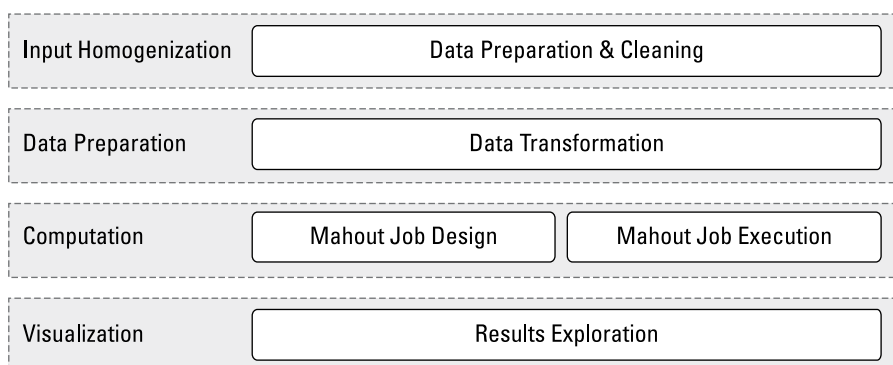 Input Homogenization
Data Preparation & Cleaning
Data Preparation
Data Transformation
Computation
Mahout Job Design
Mahout Job Execution
Visualization
Results Exploration